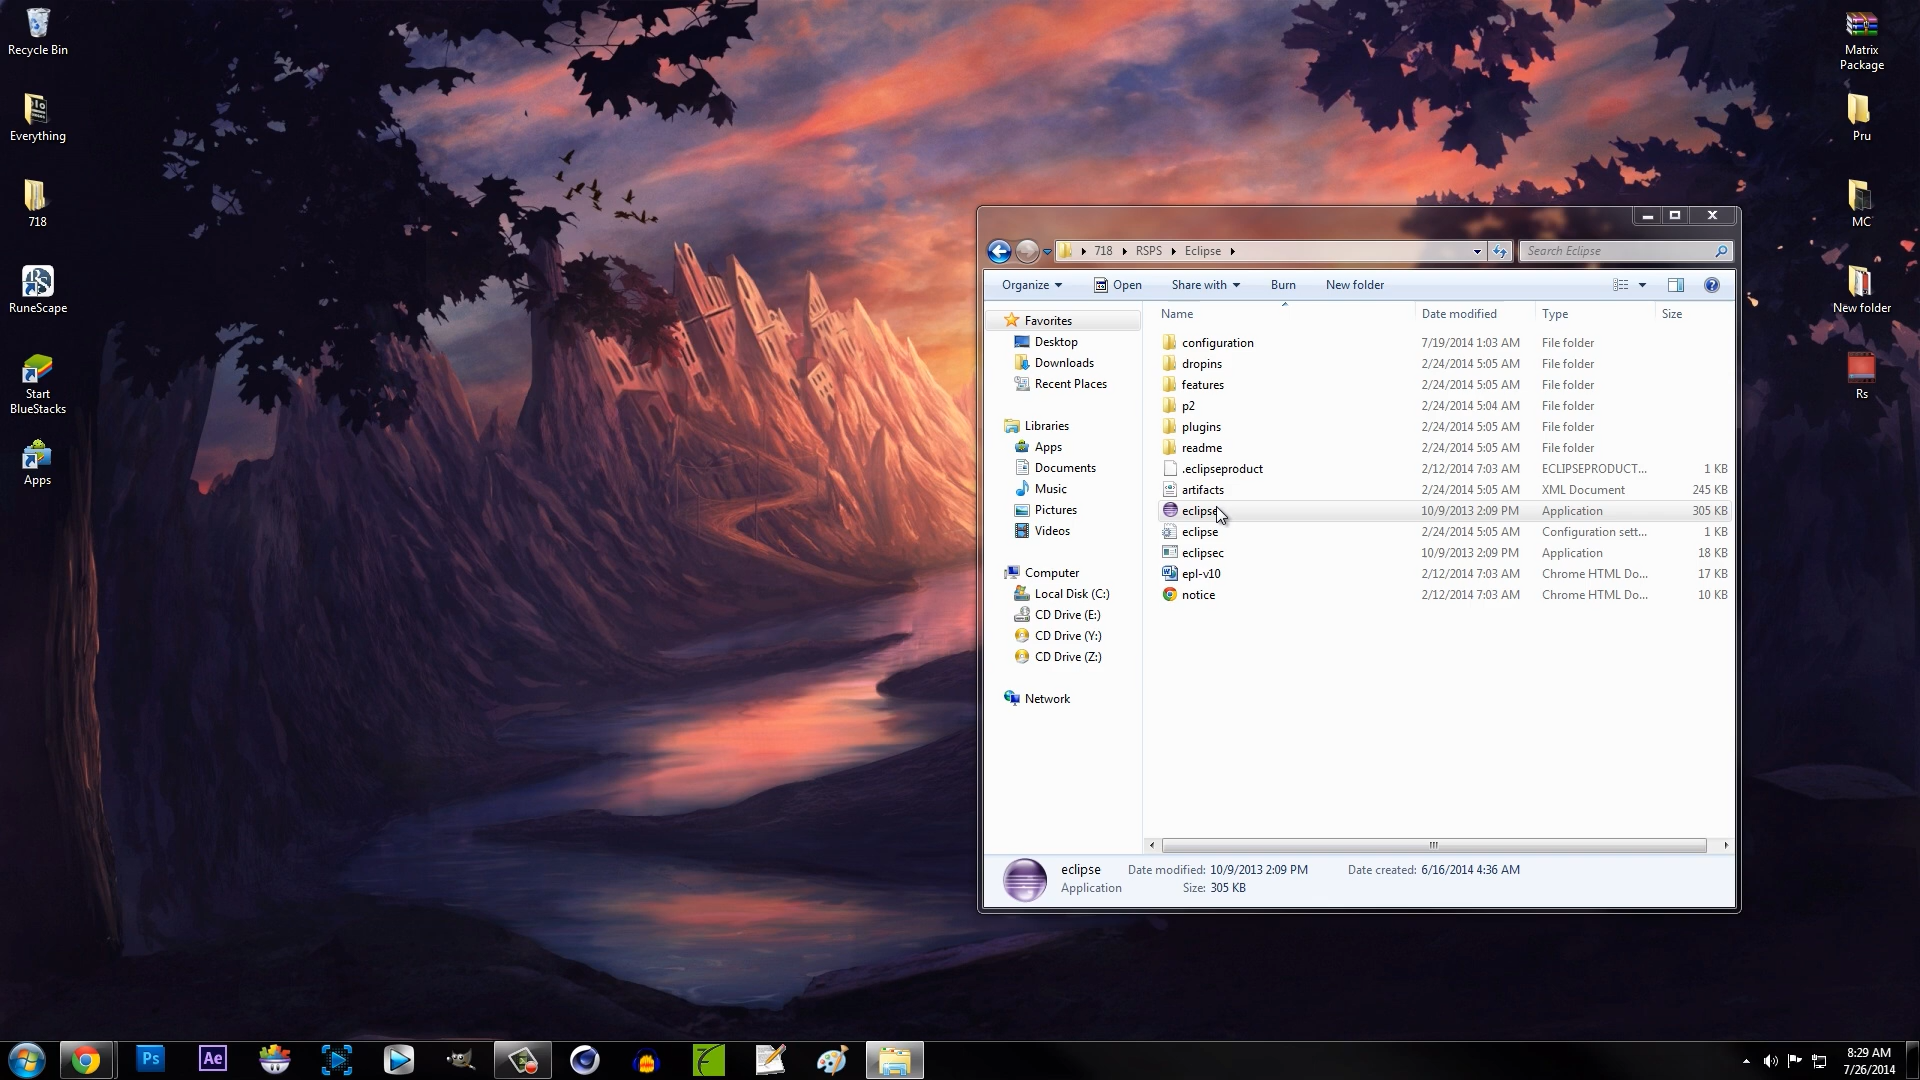 Recycle Bin
Everything
718
RuneScape
Start
BlueStacks
Apps
Matrix
Package
Pru
MC
New folder
Rs
718 RSPS Eclipse
Search Eclipse
Organize Open Share with Burn New folder
Favorites
Desktop
Downloads
Recent Places
Libraries
Apps
Documents
Music
Pictures
Videos
Computer
Local Disk (C:)
CD Drive (E:)
CD Drive (Y:)
CD Drive (Z:)
Network
Name Date modified Type Size
configuration 7/19/2014 1:03 AM File folder
dropins 2/24/2014 5:05 AM File folder
features 2/24/2014 5:05 AM File folder
p2 2/24/2014 5:04 AM File folder
plugins 2/24/2014 5:05 AM File folder
readme 2/24/2014 5:05 AM File folder
.eclipseproduct 2/12/2014 7:03 AM ECLIPSEPRODUCT... 1 KB
artifacts 2/24/2014 5:05 AM XML Document 245 KB
eclipse 10/9/2013 2:09 PM Application 305 KB
eclipse 2/24/2014 5:05 AM Configuration sett... 1 KB
eclipsec 10/9/2013 2:09 PM Application 18 KB
epl-v10 2/12/2014 7:03 AM Chrome HTML Do... 17 KB
notice 2/12/2014 7:03 AM Chrome HTML Do... 10 KB
eclipse Date modified: 10/9/2013 2:09 PM Date created: 6/16/2014 4:36 AM
Application Size: 305 KB
Ps
Ae
8:29 AM
7/26/2014